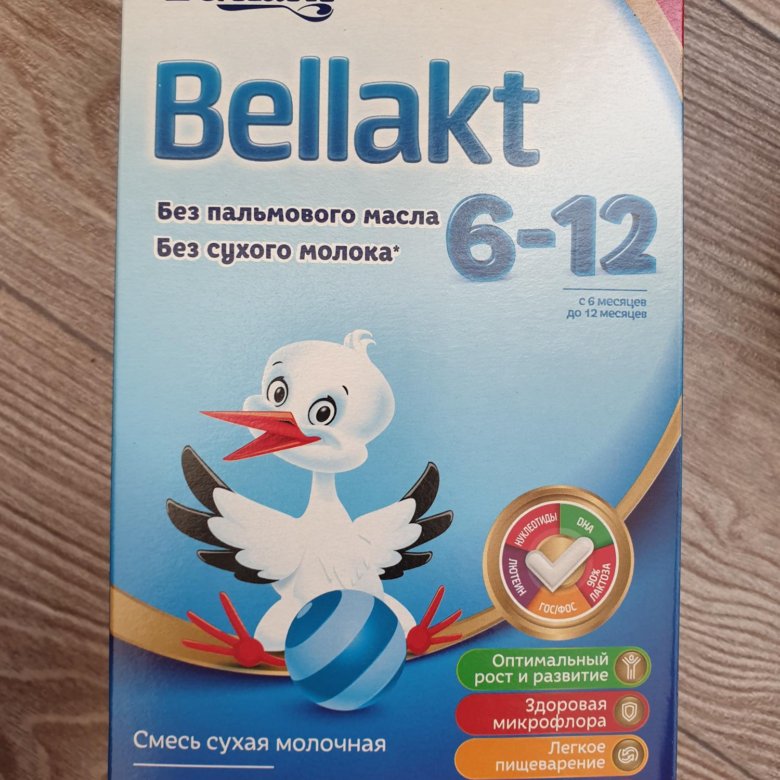 Bellakt
Без пальмового масла
Без сухого молока*
6-12
с 6 месяцев
до 12 месяцев
НУКЛЕОТИДЫ
DHA
ЛЮТЕИН
90%
ЛАКТОЗА
ГОС/ФОС
Оптимальный
рост и развитие
Здоровая
микрофлора
Легкое
пищеварение
Смесь сухая молочная